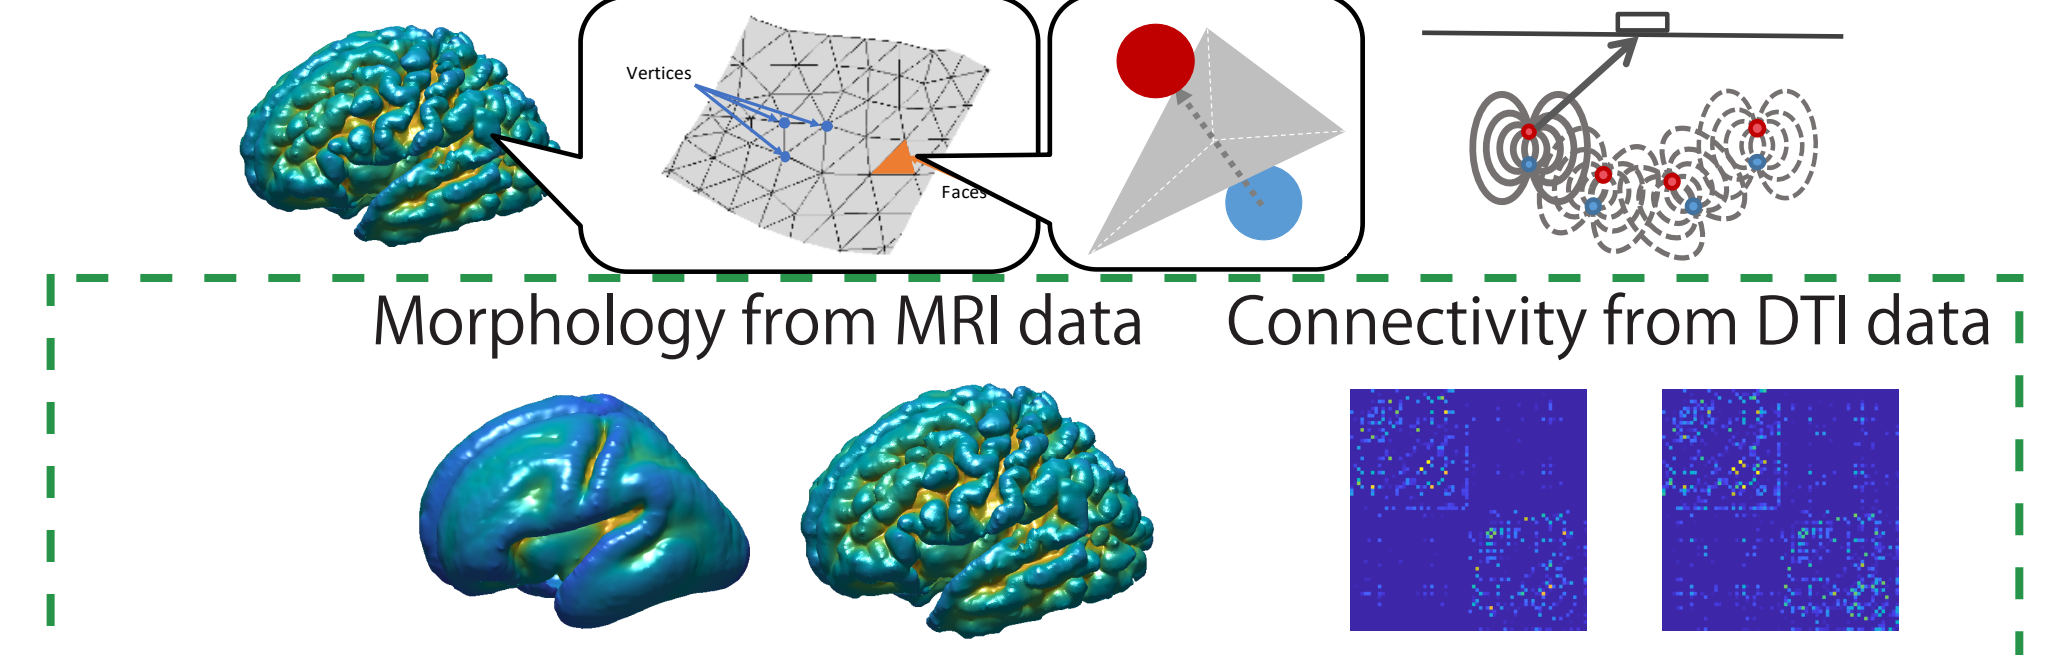 Vertices
Faces
Morphology from MRI data
Connectivity from DTI data